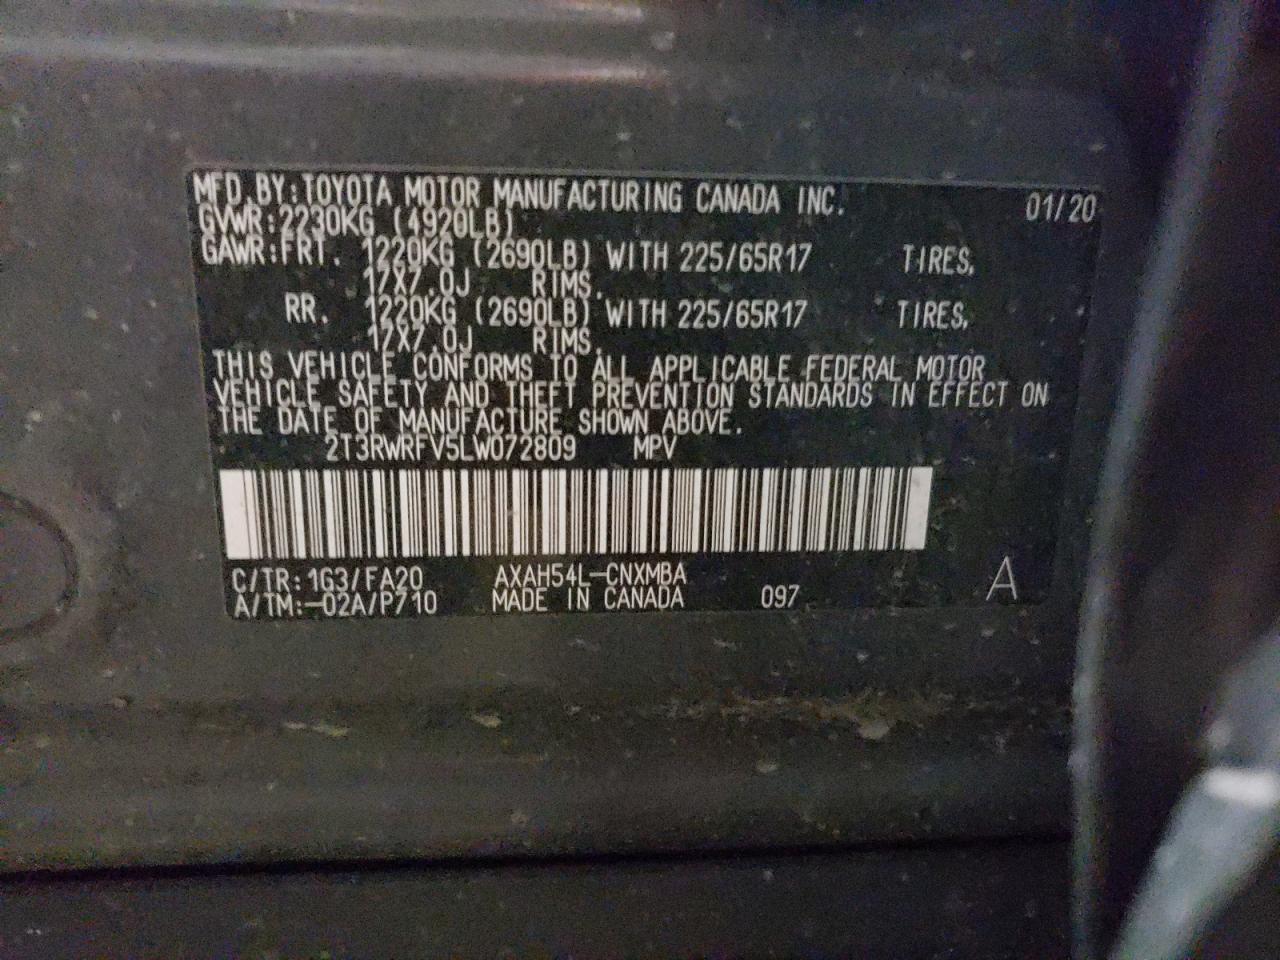 MFD.BY:TOYOTA MOTOR MANUFACTURING CANADA INC. 01/20
GVWR:2230KG (4920LB)
GAWR:FRT. 1220KG (2690LB) WITH 225/65R17 TIRES,
17X7.0J RIMS.
RR. 1220KG (2690LB) WITH 225/65R17 TIRES,
17X7.0J RIMS.
THIS VEHICLE CONFORMS TO ALL APPLICABLE FEDERAL MOTOR
VEHICLE SAFETY AND THEFT PREVENTION STANDARDS IN EFFECT ON
THE DATE OF MANUFACTURE SHOWN ABOVE.
2T3RWRFV5LW072809 MPV
C/TR: 1G3/FA20 AXAH54L-CNXMBA
A/TM:-02A/P710 MADE IN CANADA 097 A